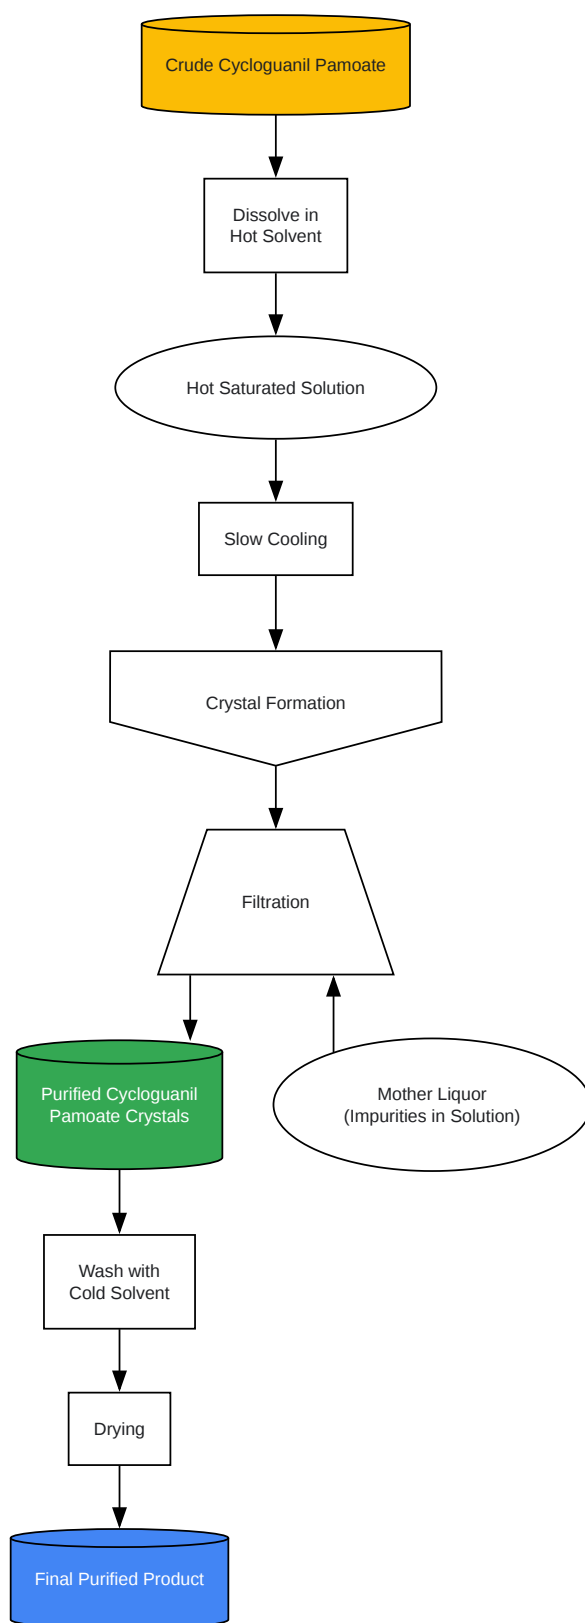 Crude Cycloguanil Pamoate
Dissolve in
Hot Solvent
Hot Saturated Solution
Slow Cooling
Crystal Formation
Filtration
Purified Cycloguanil
Pamoate Crystals
Mother Liquor
(Impurities in Solution)
Wash with
Cold Solvent
Drying
Final Purified Product